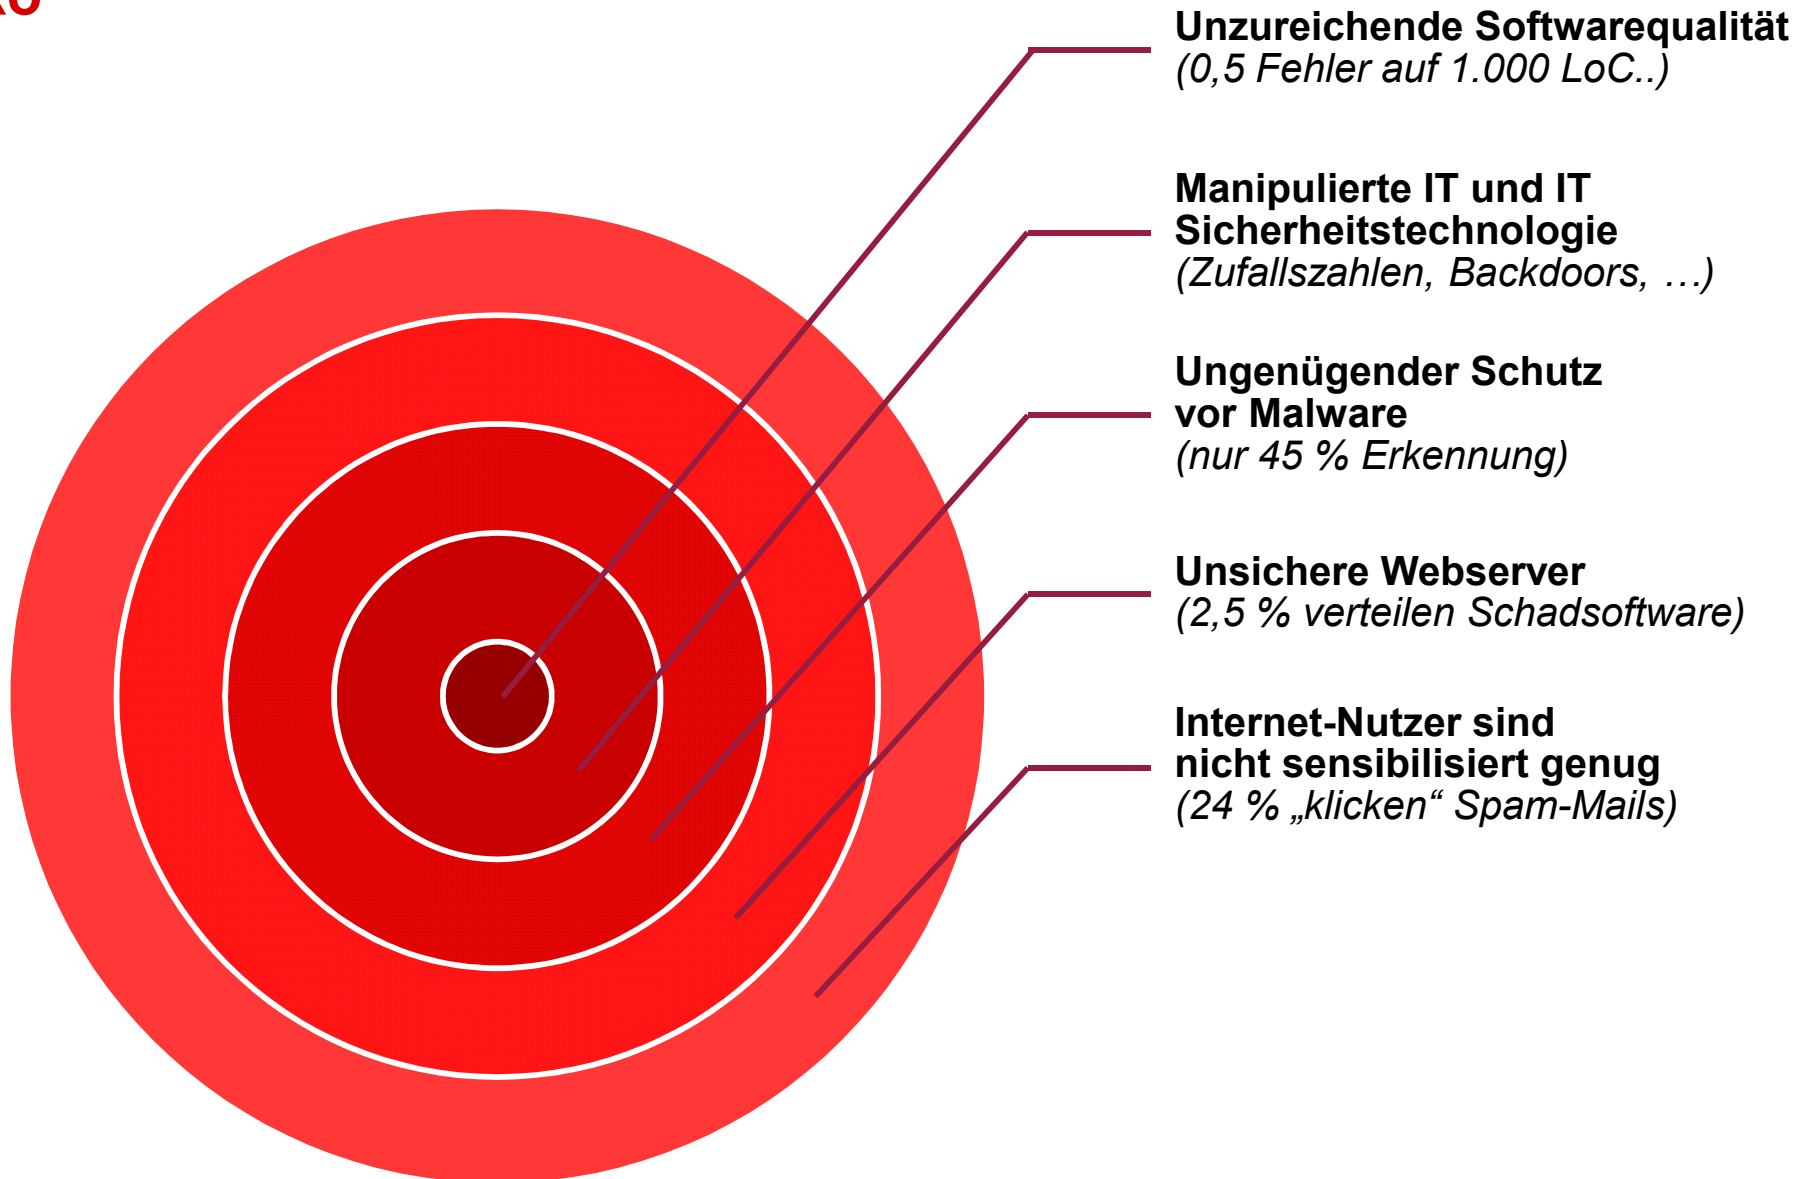 Unzureichende Softwarequalität
(0,5 Fehler auf 1.000 LoC..)
Manipulierte IT und IT
Sicherheitstechnologie
(Zufallszahlen, Backdoors, …)
Ungenügender Schutz
vor Malware
(nur 45 % Erkennung)
Unsichere Webserver
(2,5 % verteilen Schadsoftware)
Internet-Nutzer sind
nicht sensibilisiert genug
(24 % „klicken“ Spam-Mails)